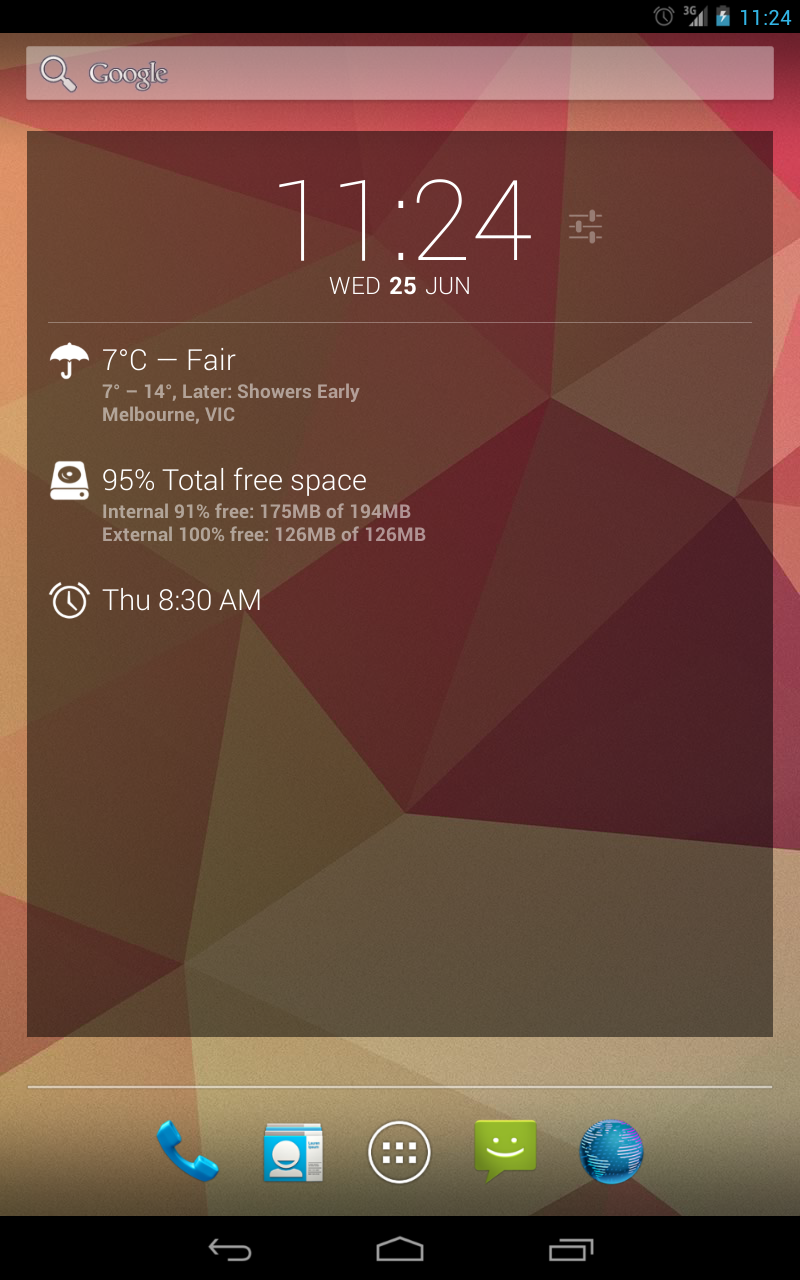 3G 11:24
Google
11:24
WED 25 JUN
7°C — Fair
7° – 14°, Later: Showers Early
Melbourne, VIC
95% Total free space
Internal 91% free: 175MB of 194MB
External 100% free: 126MB of 126MB
Thu 8:30 AM